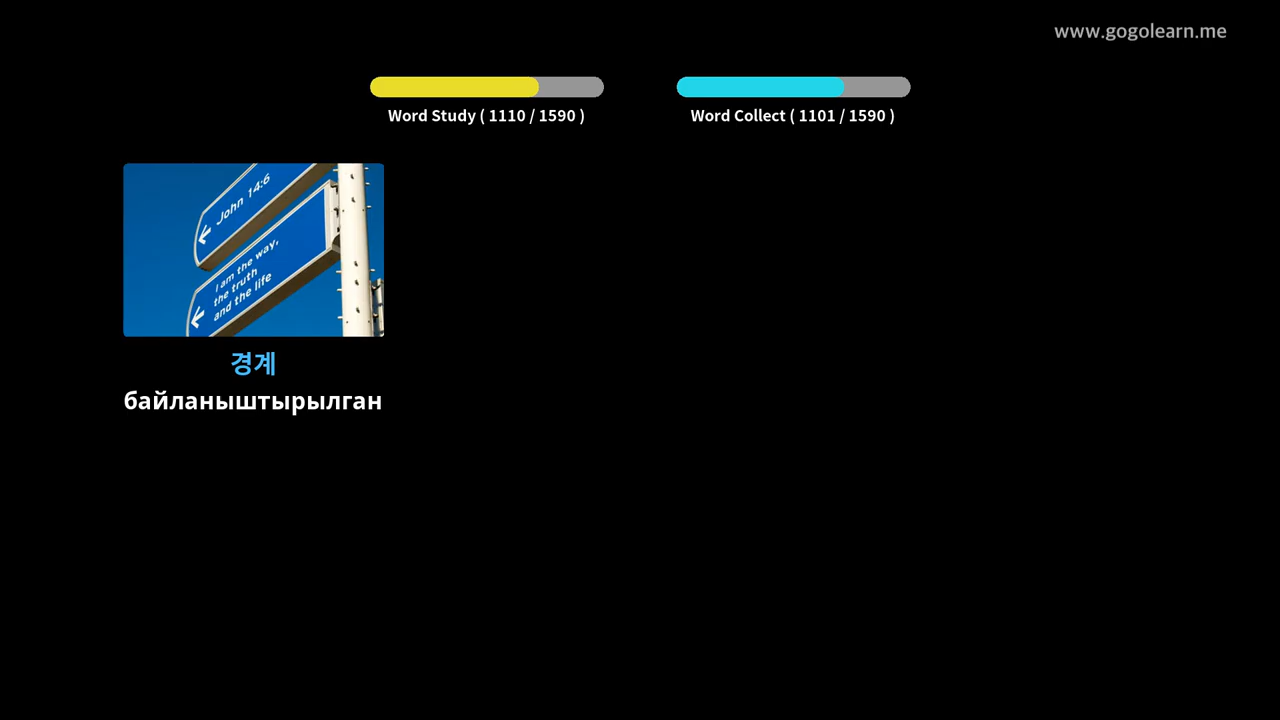 www.gogolearn.me
Word Study ( 1110 / 1590 )
Word Collect ( 1101 / 1590 )
John 14:6
I am the way,
the truth
and the life
경계
байланыштырылган